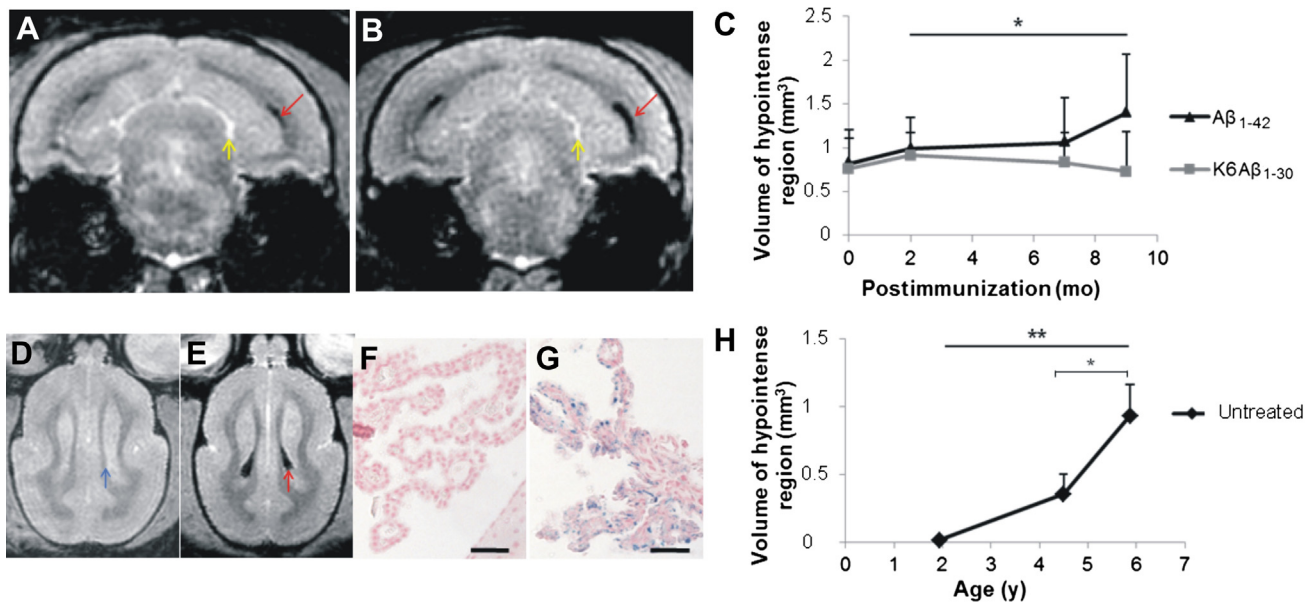 A
B
C
*
Volume of hypointense
region (mm³)
2.5
2
1.5
1
0.5
0
0 2 4 6 8 10
Postimmunization (mo)
Aβ₁₋₄₂
K6Aβ₁₋₃₀
D
E
F
G
H
**
*
Volume of hypointense
region (mm³)
1.5
1
0.5
0
0 1 2 3 4 5 6 7
Age (y)
Untreated